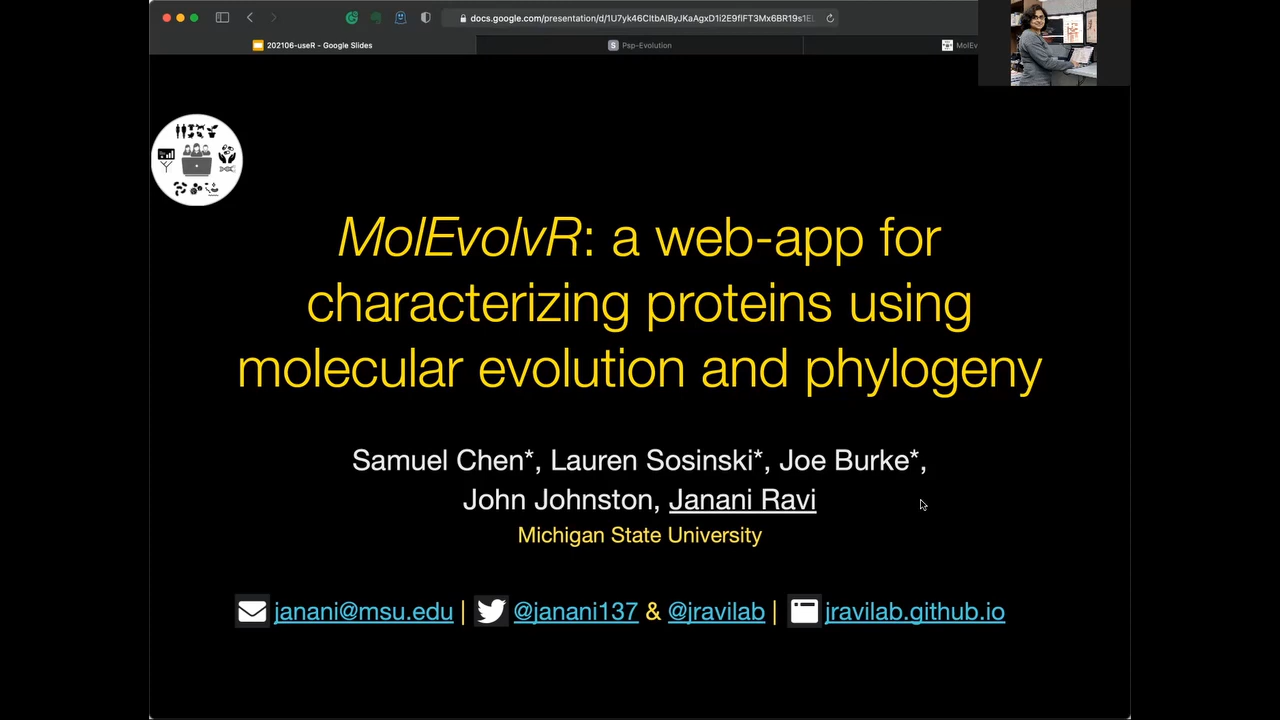 docs.google.com/presentation/d/
202106-useR - Google Slides
Psp-Evolution
MolEv
MolEvolvR: a web-app for
characterizing proteins using
molecular evolution and phylogeny
Samuel Chen*, Lauren Sosinski*, Joe Burke*,
John Johnston, Janani Ravi
Michigan State University
janani@msu.edu | @janani137 & @jravilab | jravilab.github.io